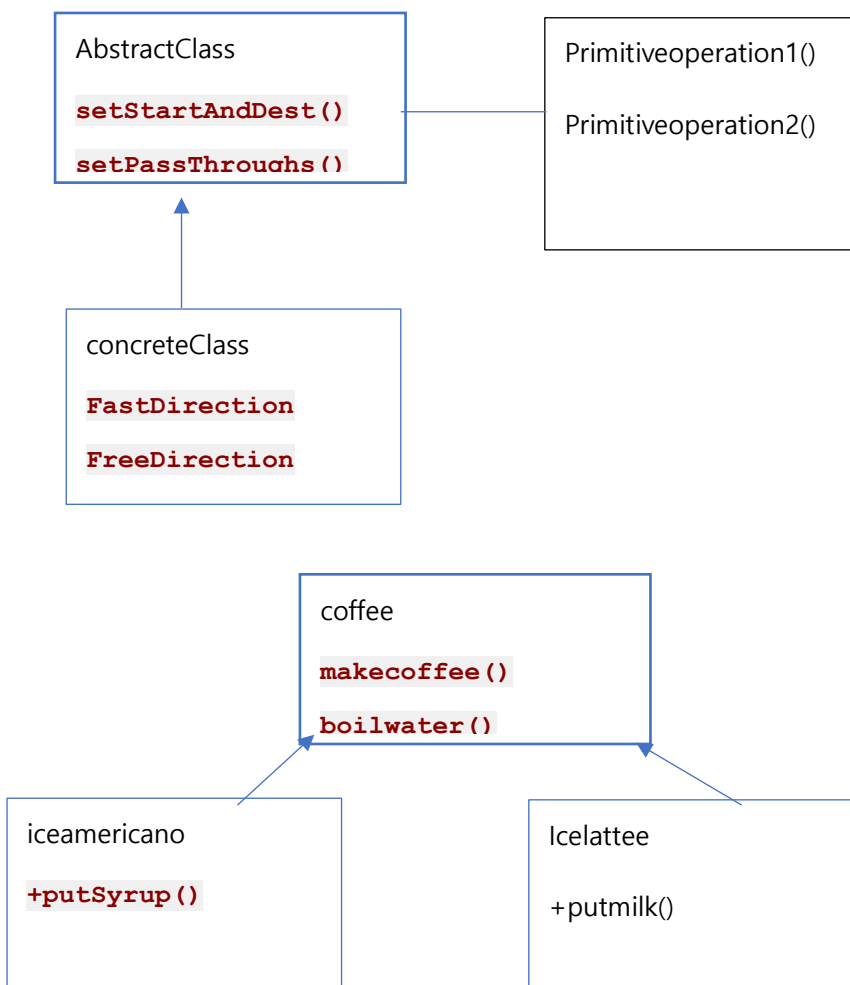 AbstractClass
setStartAndDest()
setPassThroughs()
Primitiveoperation1()
Primitiveoperation2()
concreteClass
FastDirection
FreeDirection
coffee
makecoffee()
boilwater()
iceamericano
+putSyrup()
Icelattee
+putmilk()